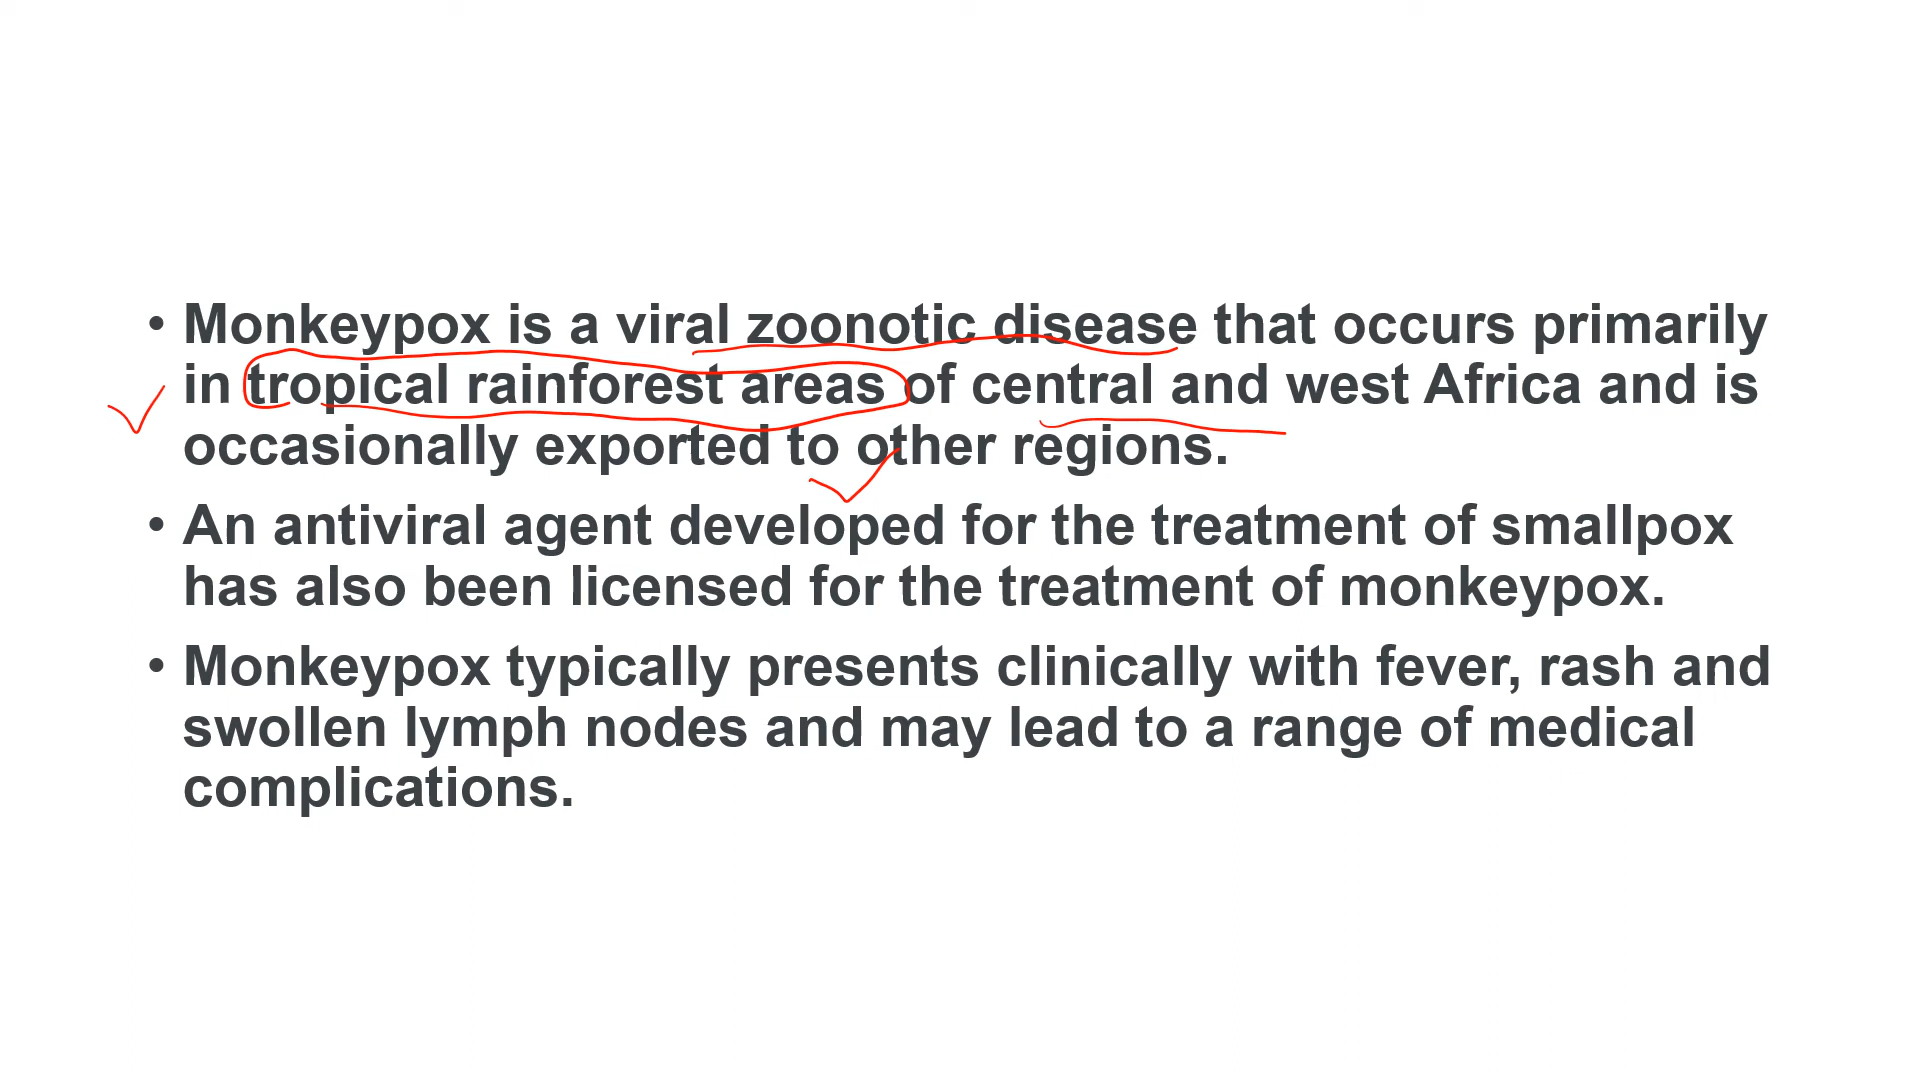 • Monkeypox is a viral zoonotic disease that occurs primarily
in tropical rainforest areas of central and west Africa and is
occasionally exported to other regions.
• An antiviral agent developed for the treatment of smallpox
has also been licensed for the treatment of monkeypox.
• Monkeypox typically presents clinically with fever, rash and
swollen lymph nodes and may lead to a range of medical
complications.